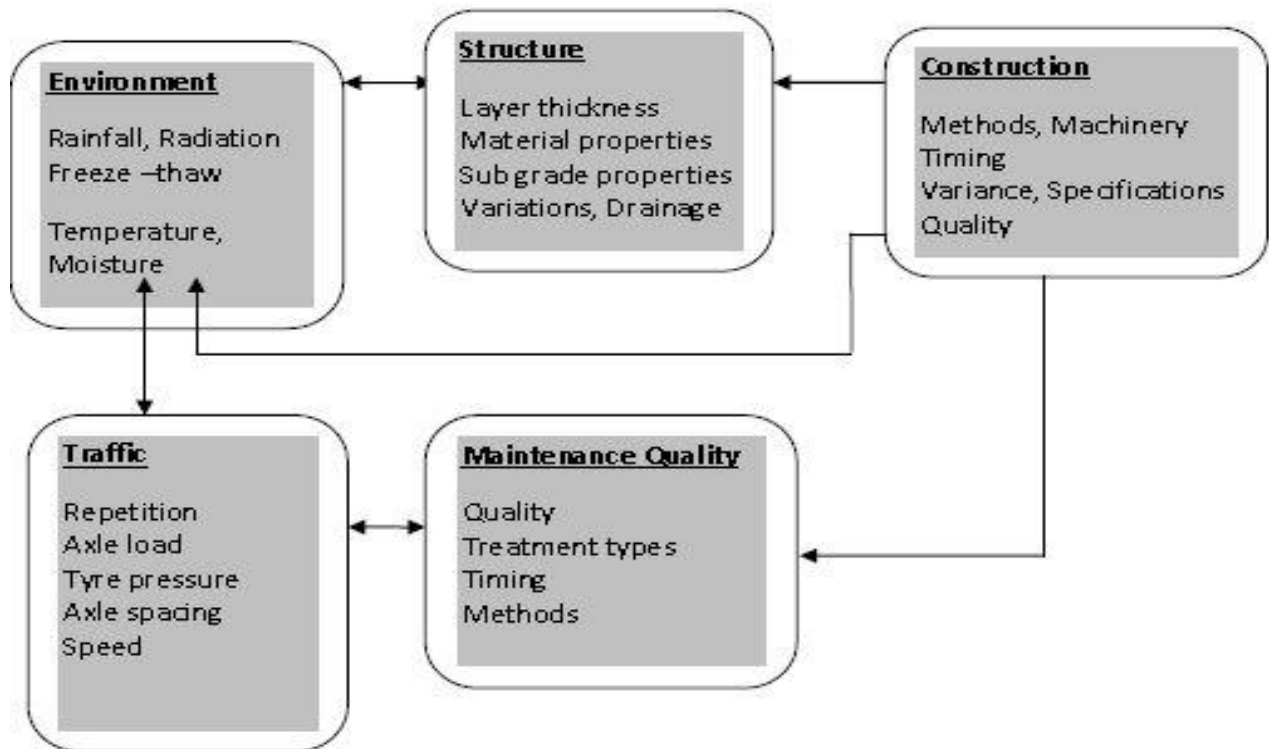 Environment
Rainfall, Radiation
Freeze –thaw
Temperature,
Moisture
Structure
Layer thickness
Material properties
Sub grade properties
Variations, Drainage
Construction
Methods, Machinery
Timing
Variance, Specifications
Quality
Traffic
Repetition
Axle load
Tyre pressure
Axle spacing
Speed
Maintenance Quality
Quality
Treatment types
Timing
Methods